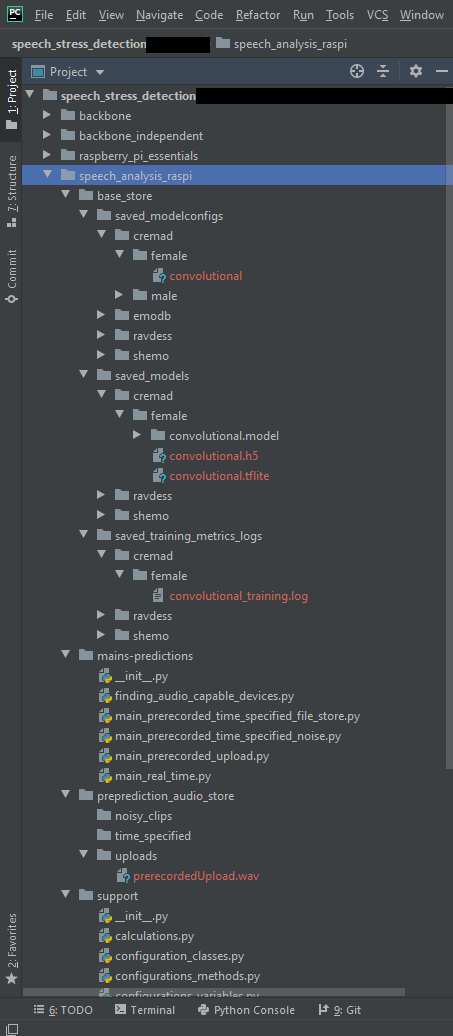 PC File Edit View Navigate Code Refactor Run Tools VCS Window
speech_stress_detection speech_analysis_raspi
1: Project
Project
speech_stress_detection
backbone
backbone_independent
raspberry_pi_essentials
speech_analysis_raspi
7: Structure
base_store
saved_modelconfigs
cremad
Commit
female
convolutional
male
emodb
ravdess
shemo
saved_models
cremad
female
convolutional.model
convolutional.h5
convolutional.tflite
ravdess
shemo
saved_training_metrics_logs
cremad
female
convolutional_training.log
ravdess
shemo
mains-predictions
__init__.py
finding_audio_capable_devices.py
main_prerecorded_time_specified_file_store.py
main_prerecorded_time_specified_noise.py
main_prerecorded_upload.py
main_real_time.py
preprediction_audio_store
noisy_clips
time_specified
uploads
prerecordedUpload.wav
support
2: Favorites
__init__.py
calculations.py
configuration_classes.py
configurations_methods.py
configurations_variables.py
6: TODO Terminal Python Console 9: Git